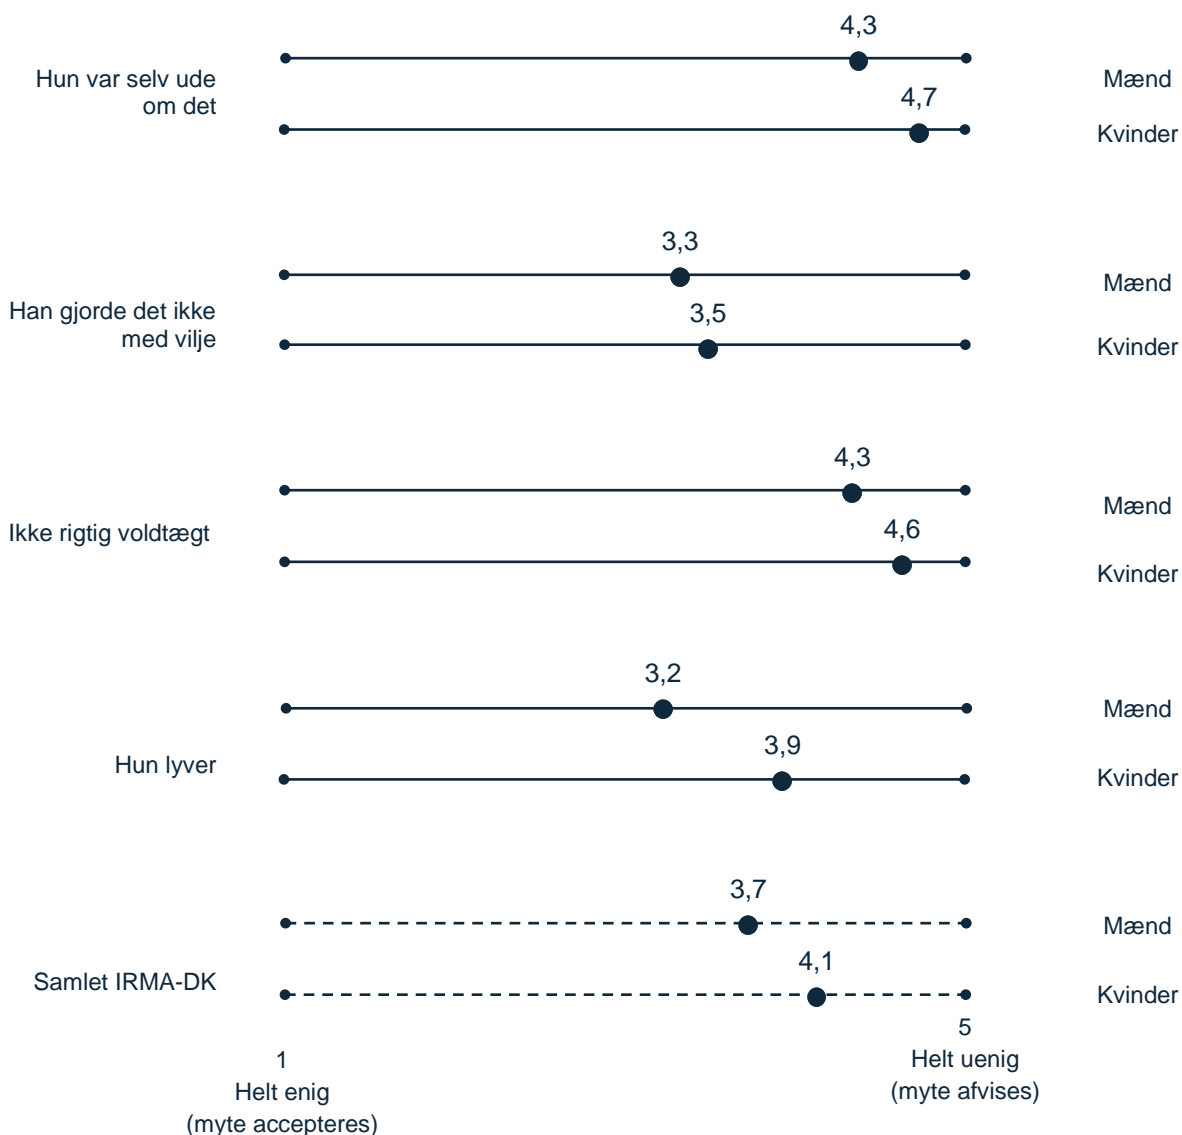 4,3
Hun var selv ude
om det
Mænd
4,7
Kvinder
3,3
Mænd
Han gjorde det ikke
med vilje
3,5
Kvinder
4,3
Mænd
Ikke rigtig voldtægt
4,6
Kvinder
3,2
Mænd
Hun lyver
3,9
Kvinder
3,7
Mænd
Samlet IRMA-DK
4,1
Kvinder
1
Helt enig
(myte accepteres)
5
Helt uenig
(myte afvises)